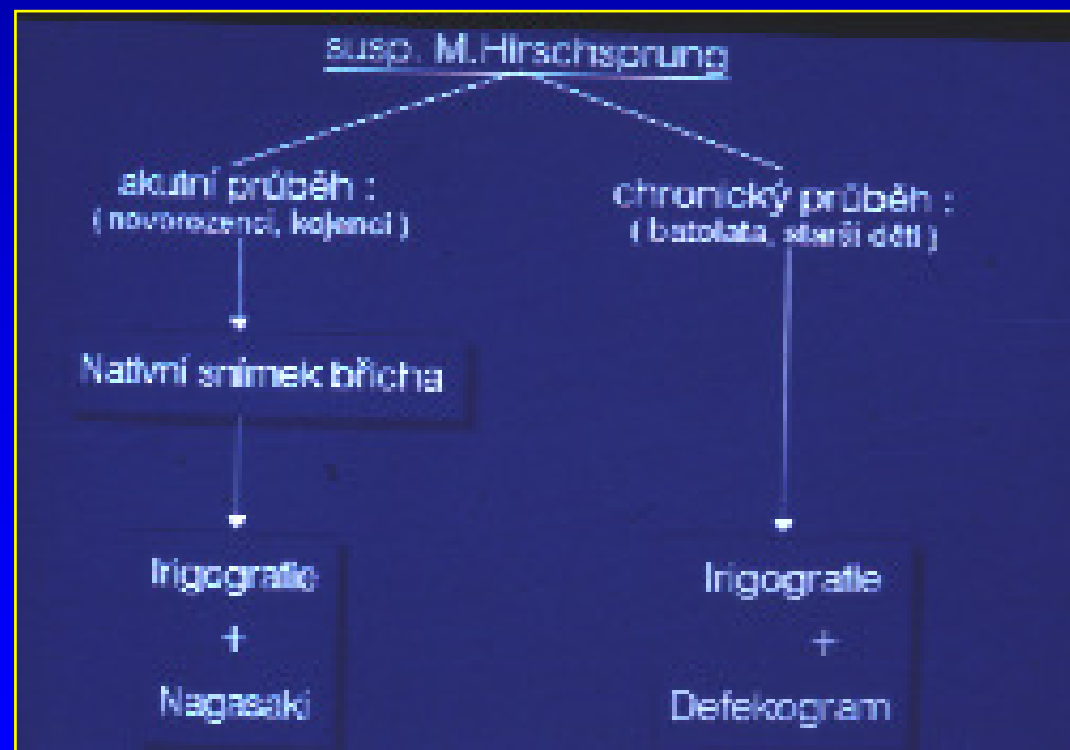 susp. M.Hirschsprung
akutní průběh :
( novorozenci, kojenci )
chronický průběh :
( batolata, starší děti )
Nativní snímek břicha
Irigografie
+
Nagasaki
Irigografie
+
Defekogram